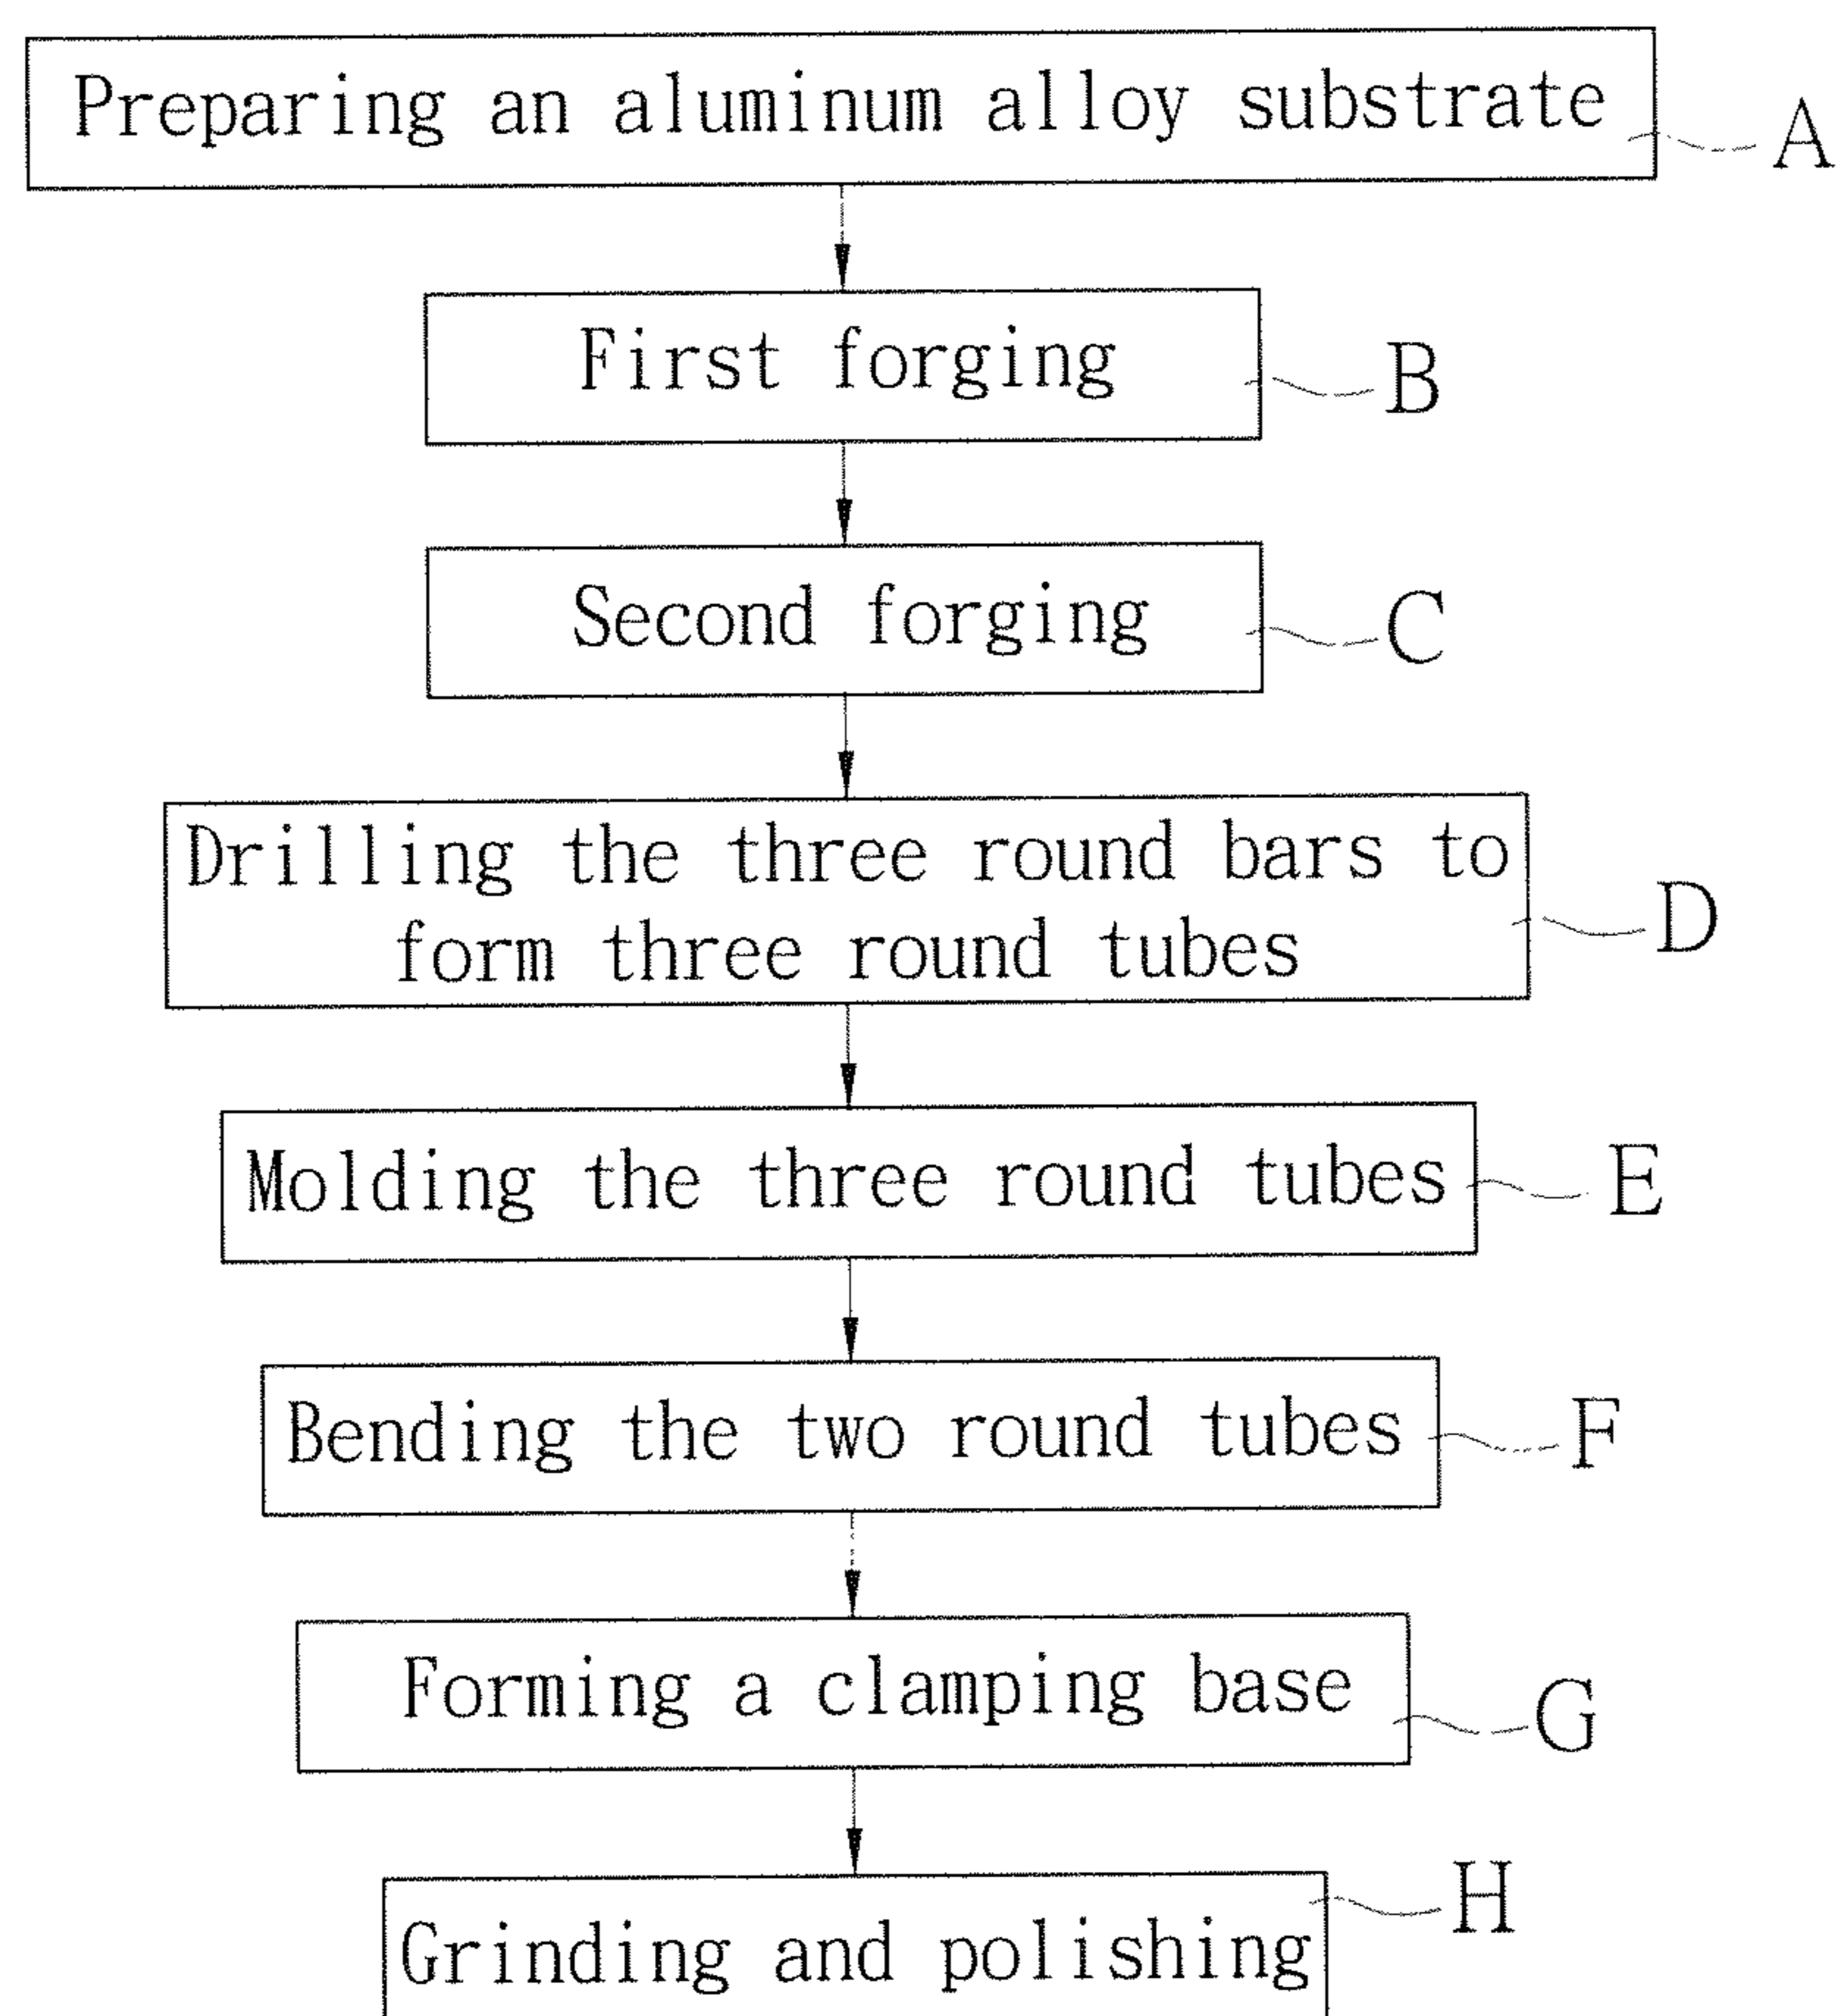 Preparing an aluminum alloy substrate
A
First forging
B
Second forging
C
Drilling the three round bars to
form three round tubes
D
Molding the three round tubes
E
Bending the two round tubes
F
Forming a clamping base
G
H
Grinding and polishing